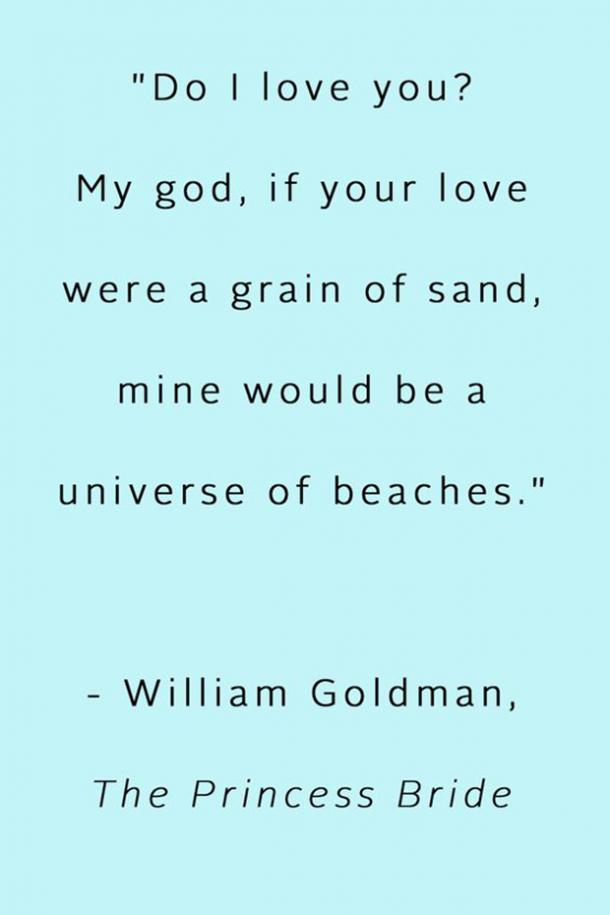 "Do I love you?
My god, if your love
were a grain of sand,
mine would be a
universe of beaches."
- William Goldman,
The Princess Bride